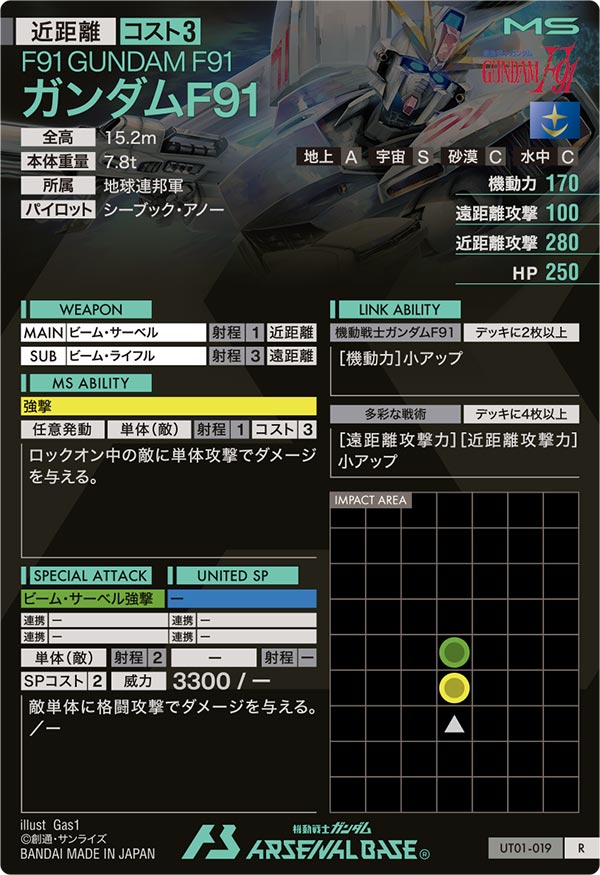 近距離 コスト3 MS
F91 GUNDAM F91
ガンダムF91
機動戦士ガンダム
GUNDAM F91
全高 15.2m
本体重量 7.8t
所属 地球連邦軍
パイロット シーブック・アノー
地上 A 宇宙 S 砂漠 C 水中 C
機動力 170
遠距離攻撃 100
近距離攻撃 280
HP 250
WEAPON
MAIN ビーム・サーベル 射程 1 近距離
SUB ビーム・ライフル 射程 3 遠距離
MS ABILITY
強撃
任意発動 単体(敵) 射程 1 コスト 3
ロックオン中の敵に単体攻撃でダメージ
を与える。
SPECIAL ATTACK UNITED SP
ビーム・サーベル強撃 ―
連携 ― 連携 ―
連携 ― 連携 ―
単体(敵) 射程 2 ― 射程 ―
SPコスト 2 威力 3300 / ―
敵単体に格闘攻撃でダメージを与える。
/―
LINK ABILITY
機動戦士ガンダムF91 デッキに2枚以上
[機動力]小アップ
多彩な戦術 デッキに4枚以上
[遠距離攻撃力][近距離攻撃力]
小アップ
IMPACT AREA
illust Gas1
©創通・サンライズ
BANDAI MADE IN JAPAN
機動戦士ガンダム
ARSENAL BASE®
UT01-019 R